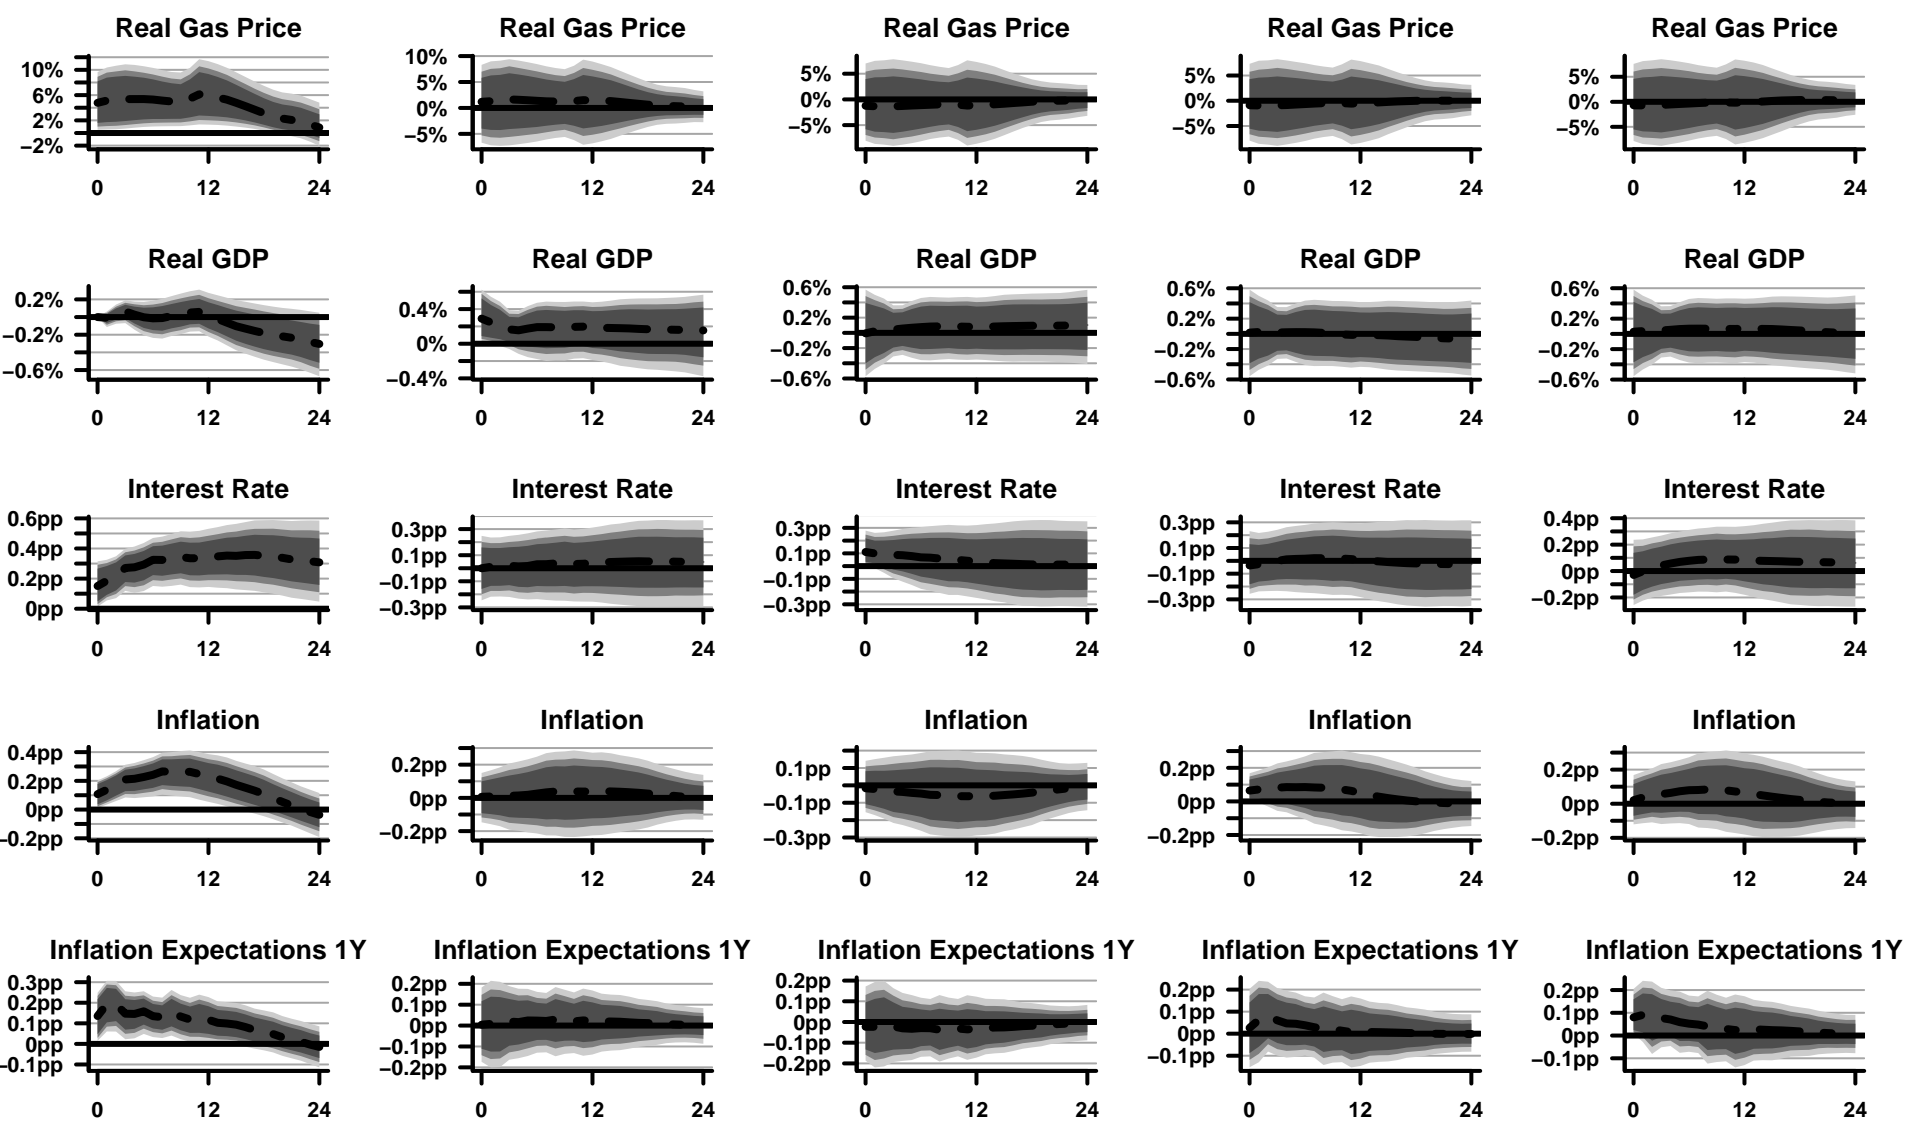 Real Gas Price Real Gas Price Real Gas Price Real Gas Price Real Gas Price
10% 10% 5% 5% 5%
6% 5% 0% 0% 0%
2% 0% −5% −5% −5%
−2% −5%
0 12 24 0 12 24 0 12 24 0 12 24 0 12 24
Real GDP Real GDP Real GDP Real GDP Real GDP
0.2% 0.4% 0.6% 0.6% 0.6%
−0.2% 0% 0.2% 0.2% 0.2%
−0.6% −0.4% −0.2% −0.2% −0.2%
−0.6% −0.6% −0.6%
0 12 24 0 12 24 0 12 24 0 12 24 0 12 24
Interest Rate Interest Rate Interest Rate Interest Rate Interest Rate
0.6pp 0.3pp 0.3pp 0.3pp 0.4pp
0.4pp 0.1pp 0.1pp 0.1pp 0.2pp
0.2pp −0.1pp −0.1pp −0.1pp 0pp
0pp −0.3pp −0.3pp −0.3pp −0.2pp
0 12 24 0 12 24 0 12 24 0 12 24 0 12 24
Inflation Inflation Inflation Inflation Inflation
0.4pp 0.2pp 0.1pp 0.2pp 0.2pp
0.2pp 0pp −0.1pp 0pp 0pp
0pp −0.2pp −0.3pp −0.2pp −0.2pp
−0.2pp
0 12 24 0 12 24 0 12 24 0 12 24 0 12 24
Inflation Expectations 1Y Inflation Expectations 1Y Inflation Expectations 1Y Inflation Expectations 1Y Inflation Expectations 1Y
0.3pp 0.2pp 0.2pp 0.2pp 0.2pp
0.2pp 0.1pp 0.1pp 0.1pp 0.1pp
0.1pp 0pp 0pp 0pp 0pp
0pp −0.1pp −0.1pp −0.1pp −0.1pp
−0.1pp −0.2pp −0.2pp
0 12 24 0 12 24 0 12 24 0 12 24 0 12 24